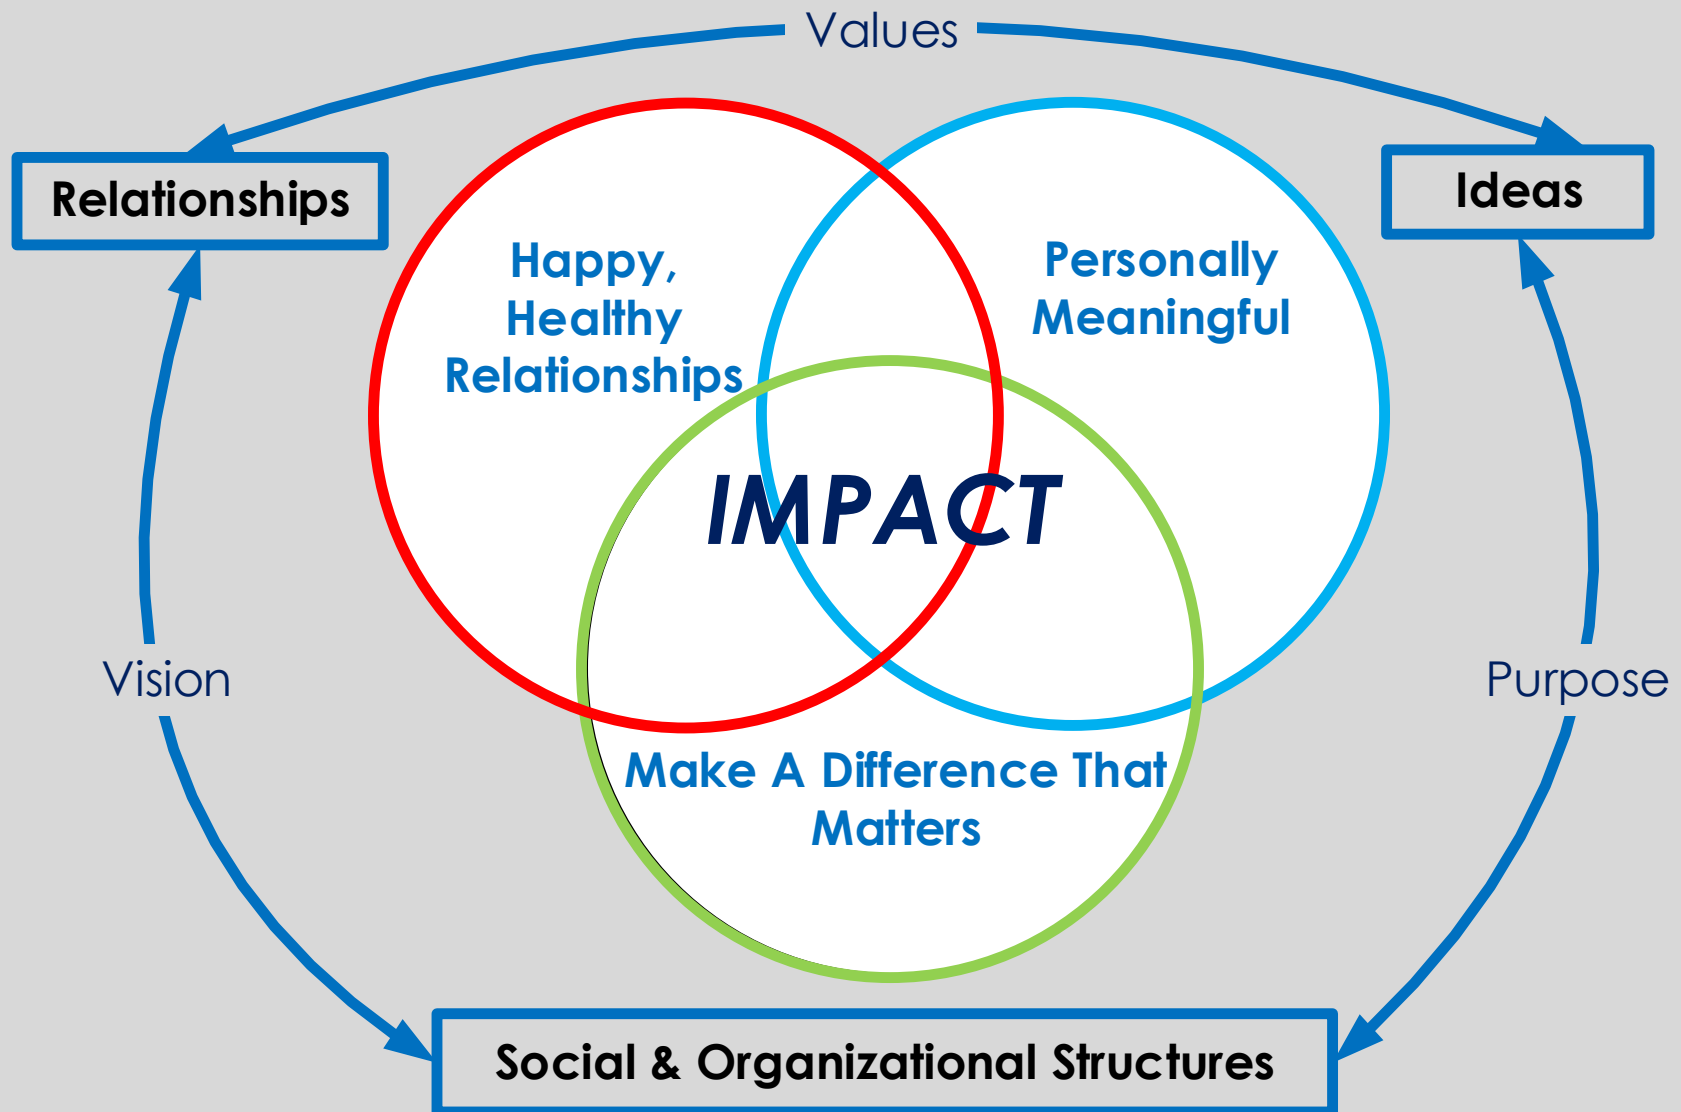 Values
Relationships
Ideas
Happy,
Healthy
Relationships
Personally
Meaningful
IMPACT
Vision
Purpose
Make A Difference That
Matters
Social & Organizational Structures